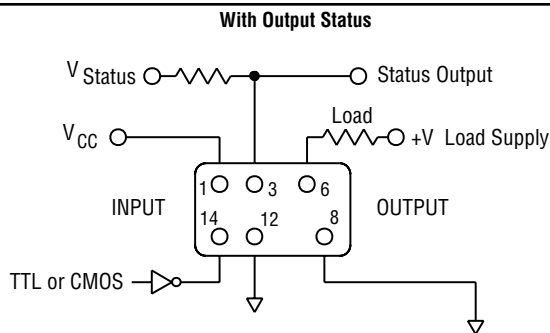 With Output Status
V Status
Status Output
Load
VCC
+V Load Supply
1 3 6
INPUT
OUTPUT
14 12 8
TTL or CMOS